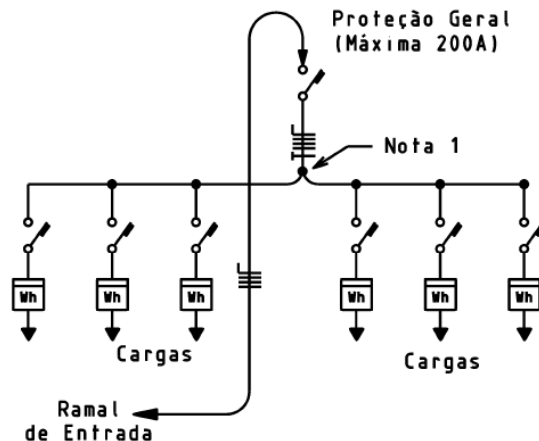 Proteção Geral
(Máxima 200A)
Nota 1
Wh
Wh
Wh
Wh
Wh
Wh
Cargas
Cargas
Ramal
de Entrada